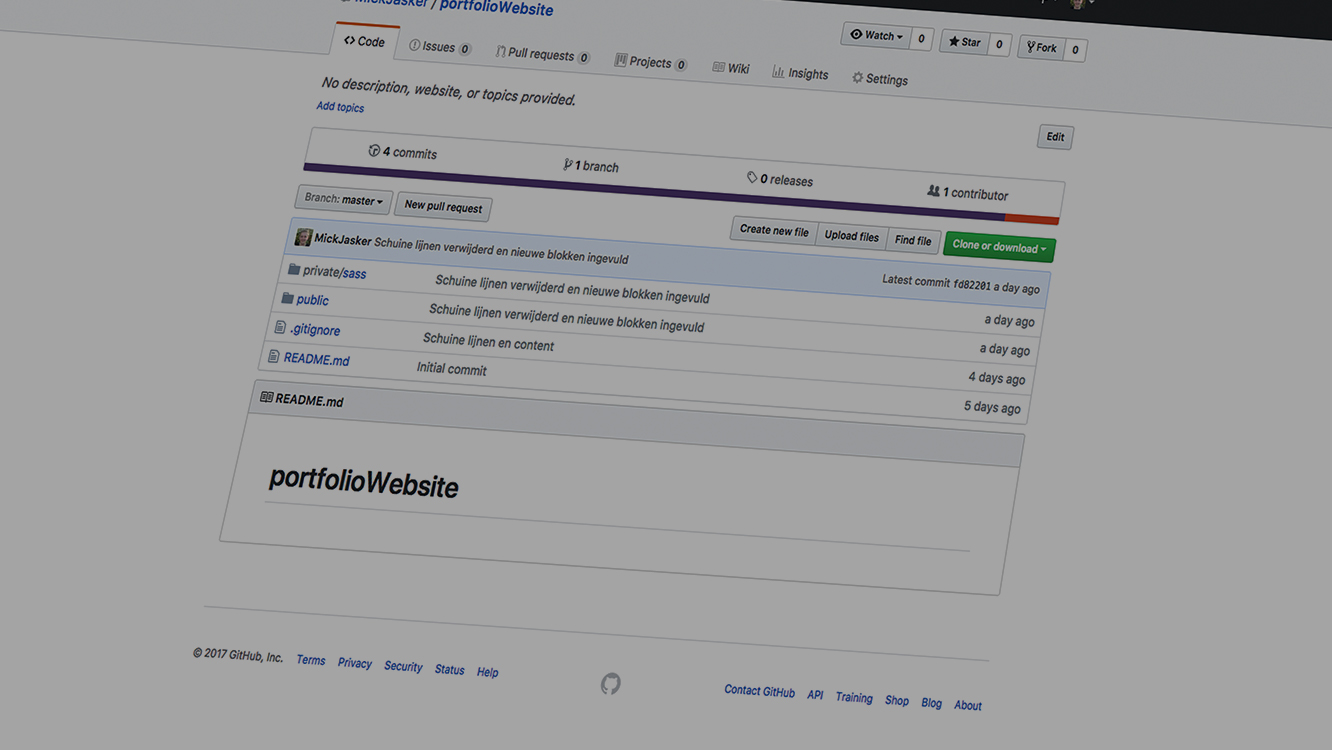 MickJasker / portfolioWebsite
Watch 0 Star 0 Fork 0
Code Issues 0 Pull requests 0 Projects 0 Wiki Insights Settings
No description, website, or topics provided.
Edit
Add topics
4 commits 1 branch 0 releases 1 contributor
Branch: master New pull request Create new file Upload files Find file Clone or download
MickJasker Schuine lijnen verwijderd en nieuwe blokken ingevuld Latest commit fd82201 a day ago
private/sass Schuine lijnen verwijderd en nieuwe blokken ingevuld a day ago
public Schuine lijnen verwijderd en nieuwe blokken ingevuld a day ago
.gitignore Schuine lijnen en content 4 days ago
README.md Initial commit 5 days ago
README.md
portfolioWebsite
© 2017 GitHub, Inc. Terms Privacy Security Status Help Contact GitHub API Training Shop Blog About